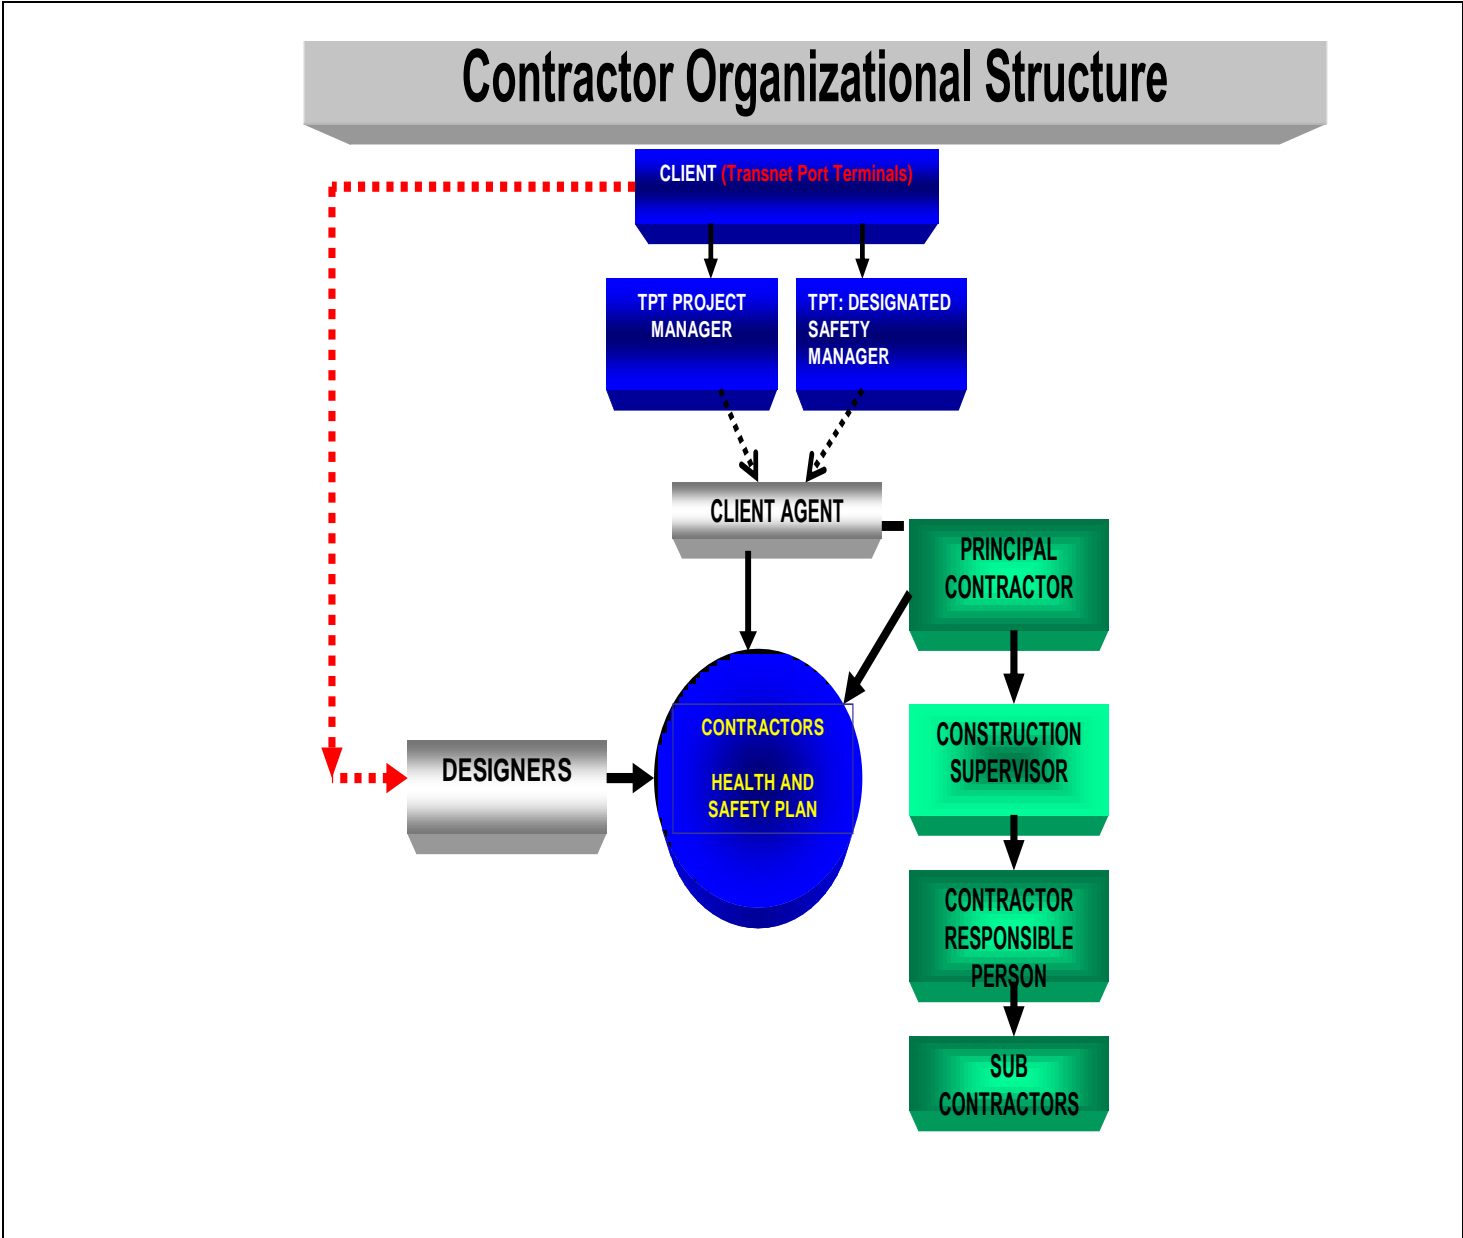 Contractor Organizational Structure
CLIENT (Transnet Port Terminals)
TPT PROJECT
MANAGER
TPT: DESIGNATED
SAFETY
MANAGER
CLIENT AGENT
PRINCIPAL
CONTRACTOR
CONTRACTORS
HEALTH AND
SAFETY PLAN
DESIGNERS
CONSTRUCTION
SUPERVISOR
CONTRACTOR
RESPONSIBLE
PERSON
SUB
CONTRACTORS